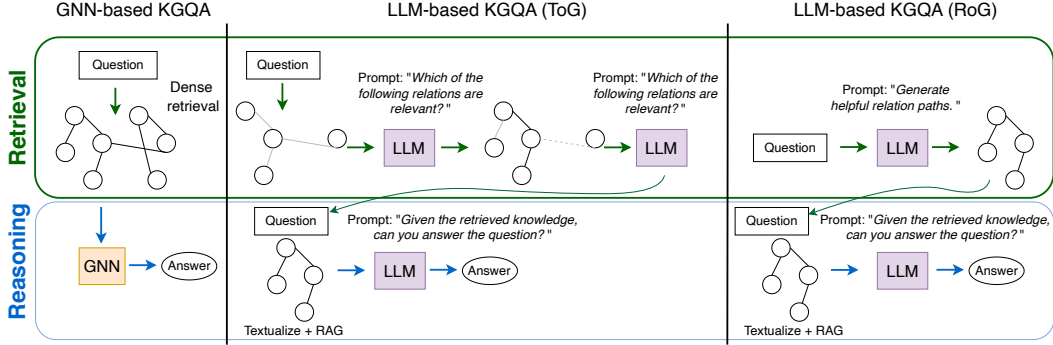 GNN-based KGQA
LLM-based KGQA (ToG)
LLM-based KGQA (RoG)
Retrieval
Question
Dense
retrieval
Question
Prompt: "Which of the
following relations are
relevant? "
LLM
Prompt: "Which of the
following relations are
relevant? "
LLM
Prompt: "Generate
helpful relation paths. "
Question
LLM
Reasoning
GNN
Answer
Question
Prompt: "Given the retrieved knowledge,
can you answer the question? "
LLM
Answer
Textualize + RAG
Question
Prompt: "Given the retrieved knowledge,
can you answer the question? "
LLM
Answer
Textualize + RAG